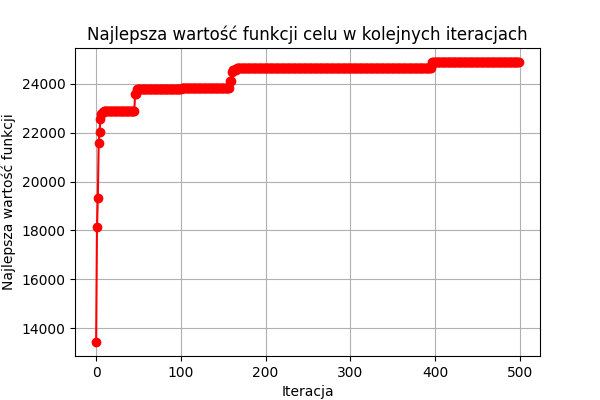 Najlepsza wartość funkcji celu w kolejnych iteracjach
Najlepsza wartość funkcji
24000
22000
20000
18000
16000
14000
0 100 200 300 400 500
Iteracja